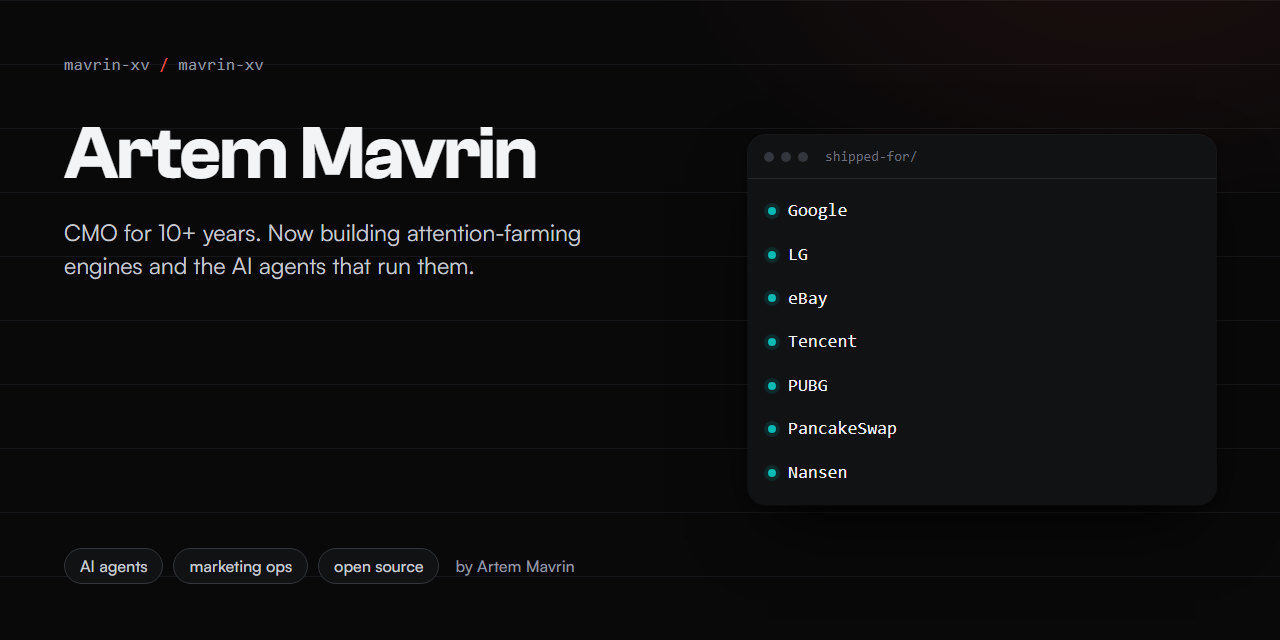 mavrin-xv / mavrin-xv
Artem Mavrin
CMO for 10+ years. Now building attention-farming
engines and the AI agents that run them.
shipped-for/
Google
LG
eBay
Tencent
PUBG
PancakeSwap
Nansen
AI agents
marketing ops
open source
by Artem Mavrin